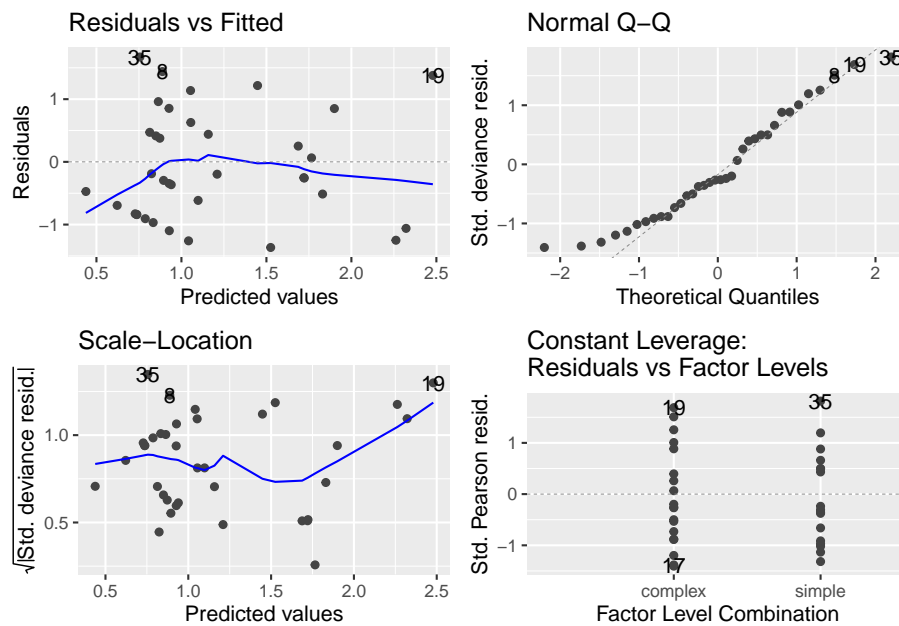 Residuals vs Fitted
35
8
19
Residuals
1
0
−1
0.5 1.0 1.5 2.0 2.5
Predicted values
Normal Q−Q
35
19
8
Std. deviance resid.
1
0
−1
−2 −1 0 1 2
Theoretical Quantiles
Scale−Location
35
19
8
√|Std. deviance resid.|
1.0
0.5
0.5 1.0 1.5 2.0 2.5
Predicted values
Constant Leverage:
Residuals vs Factor Levels
19
35
17
Std. Pearson resid.
1
0
−1
complex simple
Factor Level Combination